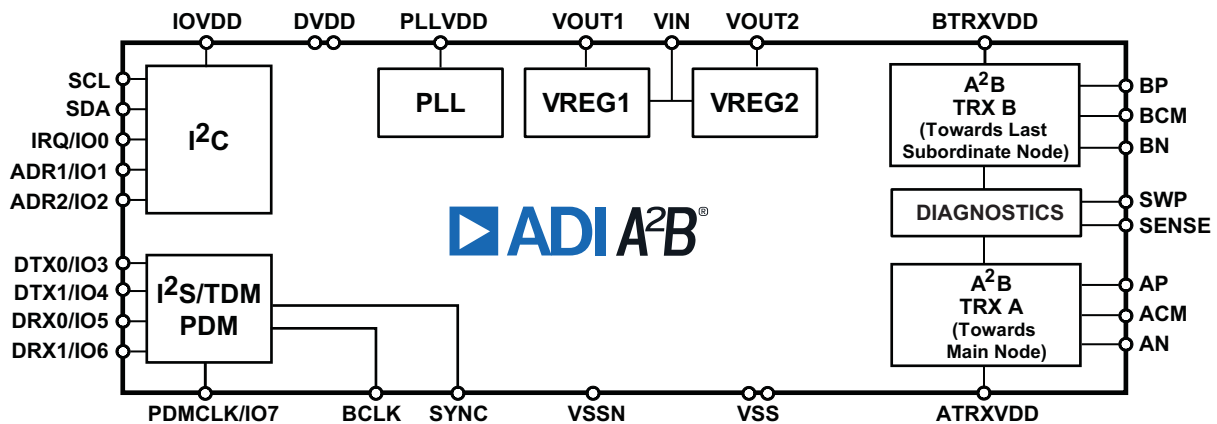 IOVDD DVDD PLLVDD VOUT1 VIN VOUT2 BTRXVDD
SCL
SDA
IRQ/IO0
ADR1/IO1
ADR2/IO2
I2C
PLL
VREG1
VREG2
A2B
TRX B
(Towards Last
Subordinate Node)
BP
BCM
BN
DIAGNOSTICS
SWP
SENSE
ADI A2B®
DTX0/IO3
DTX1/IO4
DRX0/IO5
DRX1/IO6
I2S/TDM
PDM
A2B
TRX A
(Towards
Main Node)
AP
ACM
AN
PDMCLK/IO7 BCLK SYNC VSSN VSS ATRXVDD